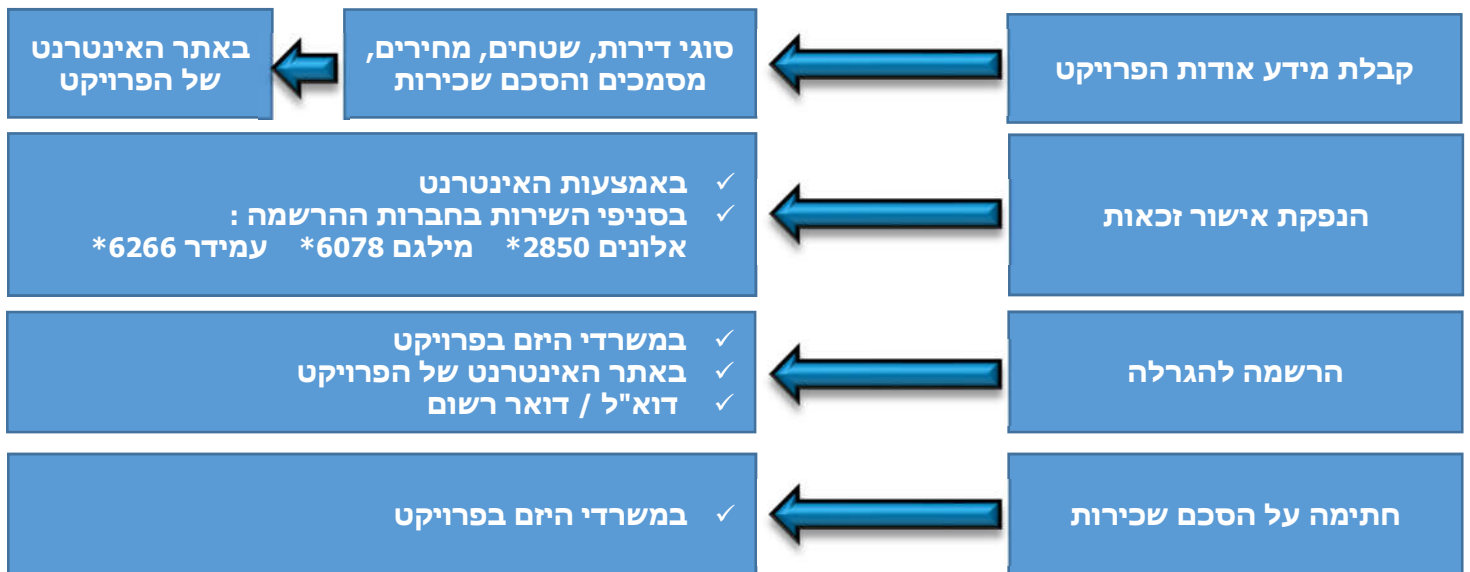 קבלת מידע אודות הפרויקט
סוגי דירות, שטחים, מחירים,
מסמכים והסכם שכירות
באתר האינטרנט
של הפרויקט
הנפקת אישור זכאות
✓ באמצעות האינטרנט
✓ בסניפי השירות בחברות ההרשמה :
אלונים 2850* מילגם 6078* עמידר 6266*
הרשמה להגרלה
✓ במשרדי היזם בפרויקט
✓ באתר האינטרנט של הפרויקט
✓ דוא"ל / דואר רשום
חתימה על הסכם שכירות
✓ במשרדי היזם בפרויקט